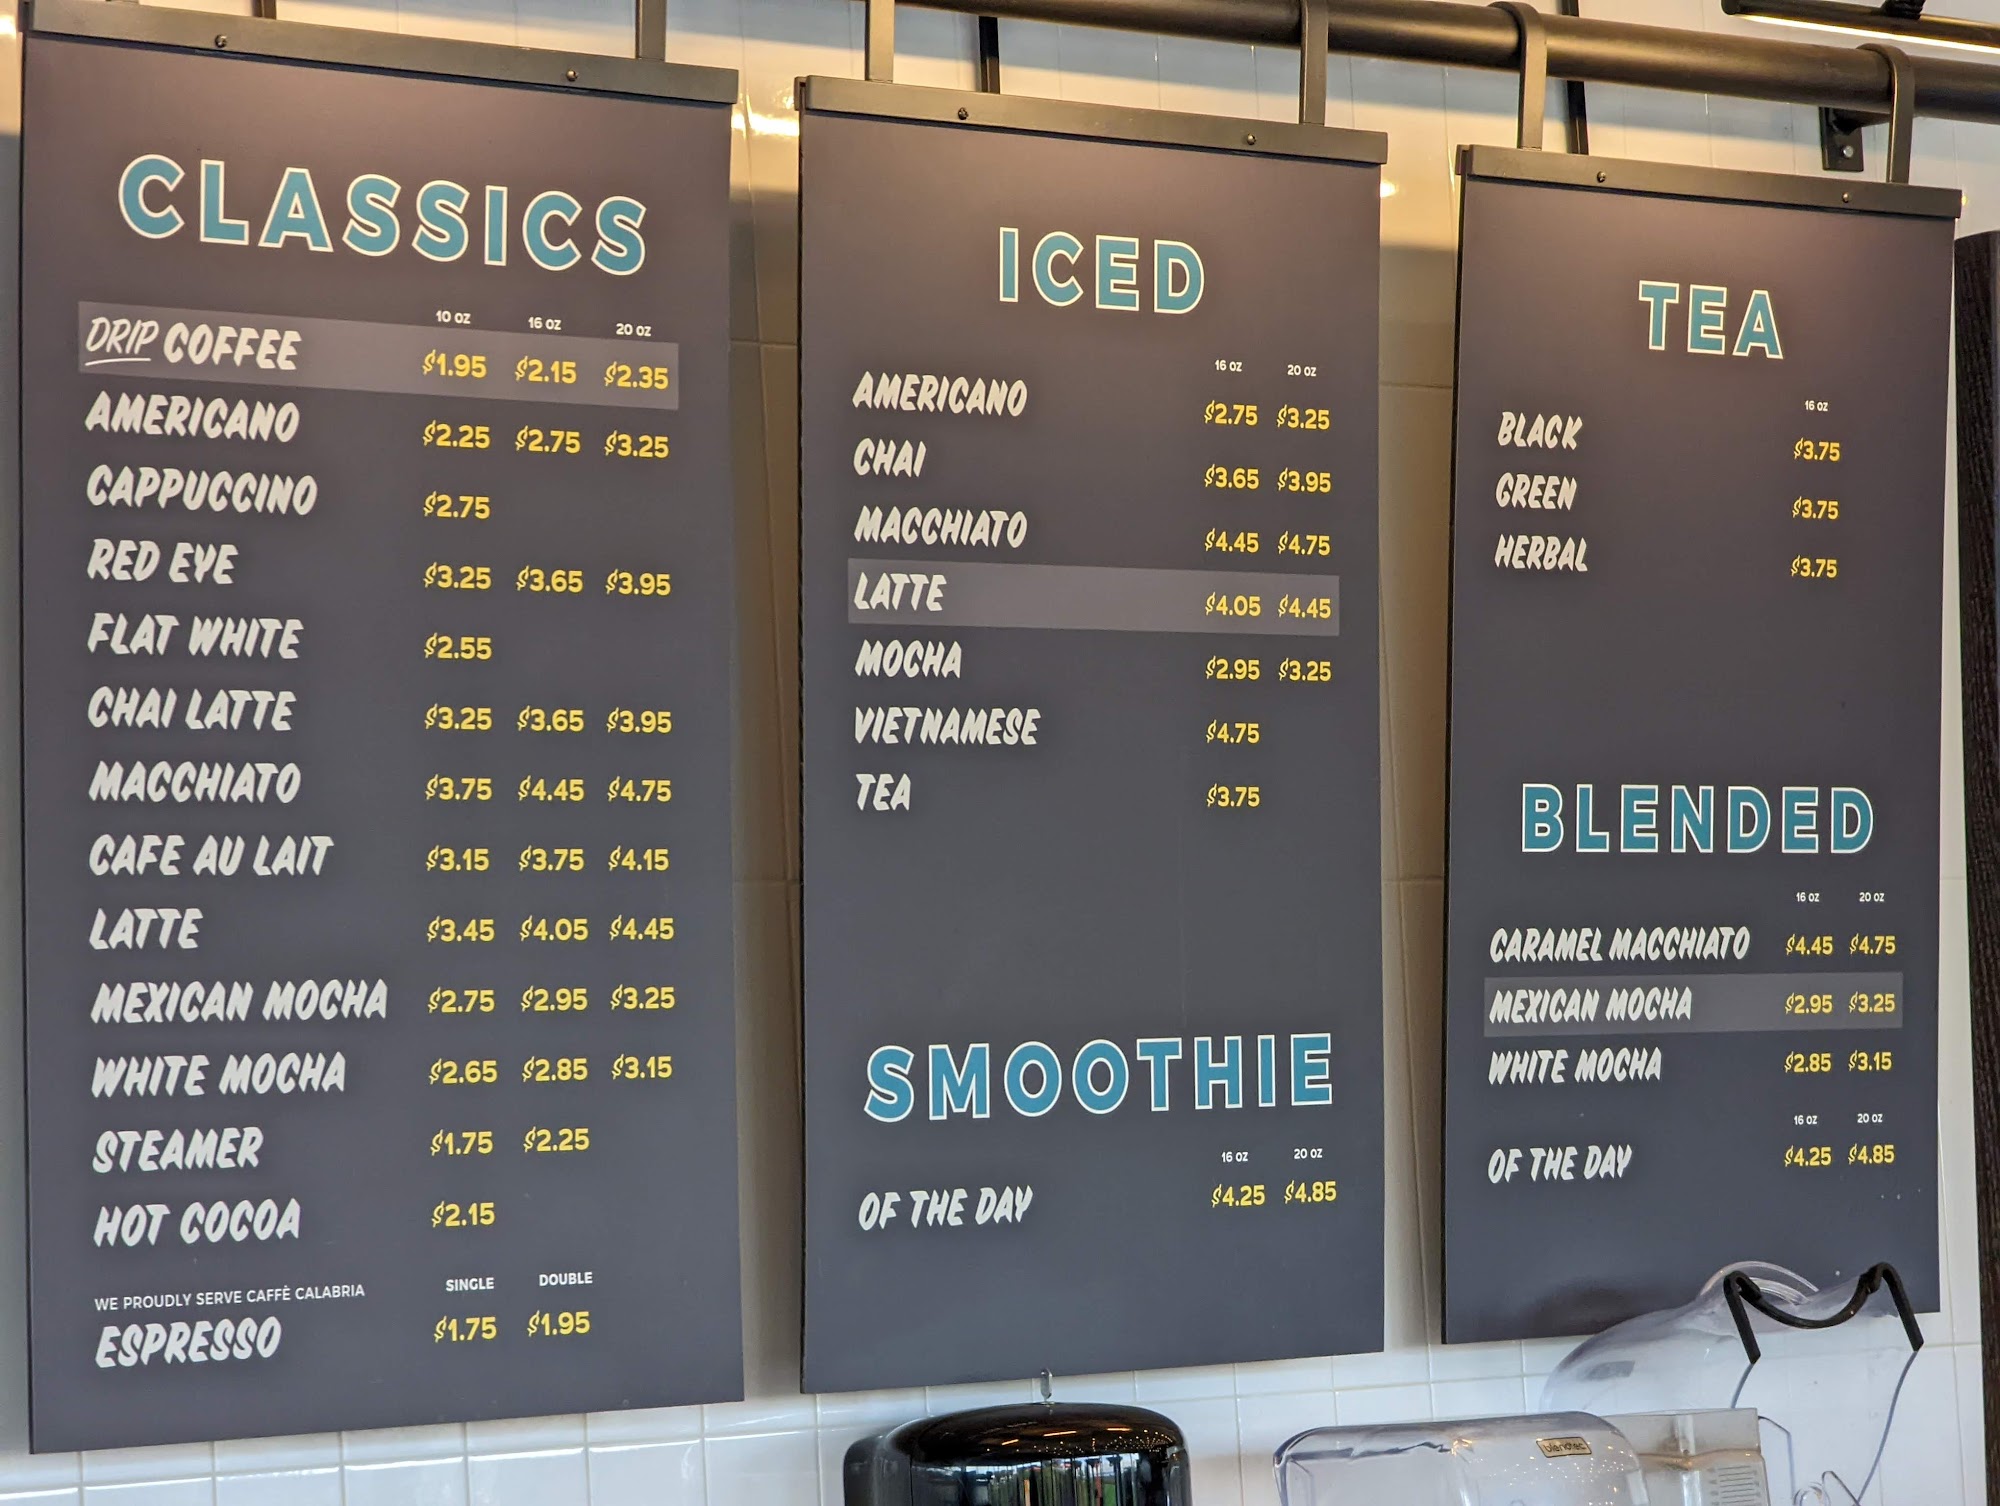 CLASSICS
10 OZ 16 OZ 20 OZ
DRIP COFFEE $1.95 $2.15 $2.35
AMERICANO $2.25 $2.75 $3.25
CAPPUCCINO $2.75
RED EYE $3.25 $3.65 $3.95
FLAT WHITE $2.55
CHAI LATTE $3.25 $3.65 $3.95
MACCHIATO $3.75 $4.45 $4.75
CAFE AU LAIT $3.15 $3.75 $4.15
LATTE $3.45 $4.05 $4.45
MEXICAN MOCHA $2.75 $2.95 $3.25
WHITE MOCHA $2.65 $2.85 $3.15
STEAMER $1.75 $2.25
HOT COCOA $2.15
WE PROUDLY SERVE CAFFÈ CALABRIA SINGLE DOUBLE
ESPRESSO $1.75 $1.95
ICED
16 OZ 20 OZ
AMERICANO $2.75 $3.25
CHAI $3.65 $3.95
MACCHIATO $4.45 $4.75
LATTE $4.05 $4.45
MOCHA $2.95 $3.25
VIETNAMESE $4.75
TEA $3.75
SMOOTHIE
16 OZ 20 OZ
OF THE DAY $4.25 $4.85
TEA
16 OZ
BLACK $3.75
GREEN $3.75
HERBAL $3.75
BLENDED
16 OZ 20 OZ
CARAMEL MACCHIATO $4.45 $4.75
MEXICAN MOCHA $2.95 $3.25
WHITE MOCHA $2.85 $3.15
16 OZ 20 OZ
OF THE DAY $4.25 $4.85
blendtec